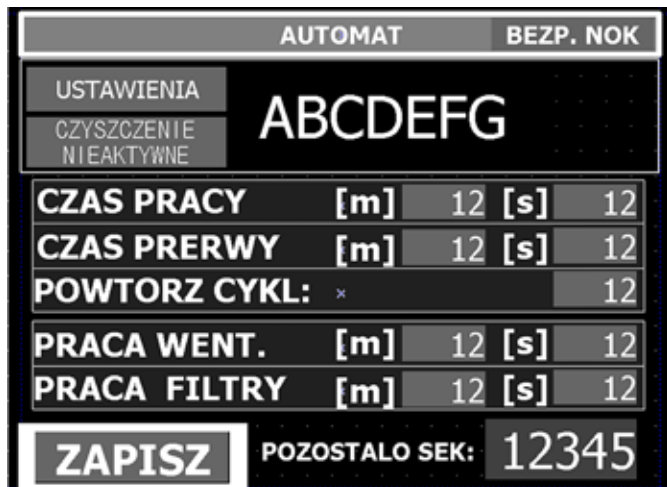 AUTOMAT BEZP. NOK
USTAWIENIA
ABCDEFG
CZYSZCZENIE
NIEAKTYWNE
CZAS PRACY [m] 12 [s] 12
CZAS PRERWY [m] 12 [s] 12
POWTORZ CYKL: 12
PRACA WENT. [m] 12 [s] 12
PRACA FILTRY [m] 12 [s] 12
ZAPISZ POZOSTALO SEK: 12345